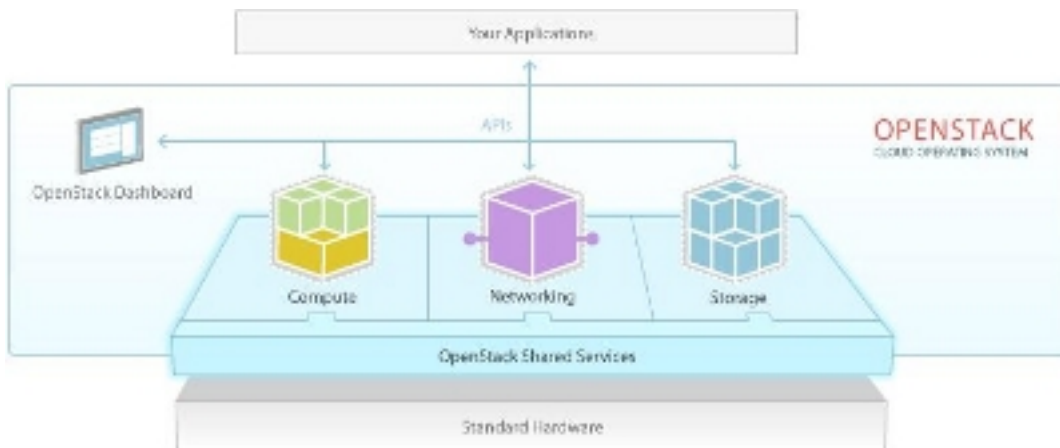 Your Applications
APIs
OPENSTACK
CLOUD OPERATING SYSTEM
OpenStack Dashboard
Compute
Networking
Storage
OpenStack Shared Services
Standard Hardware